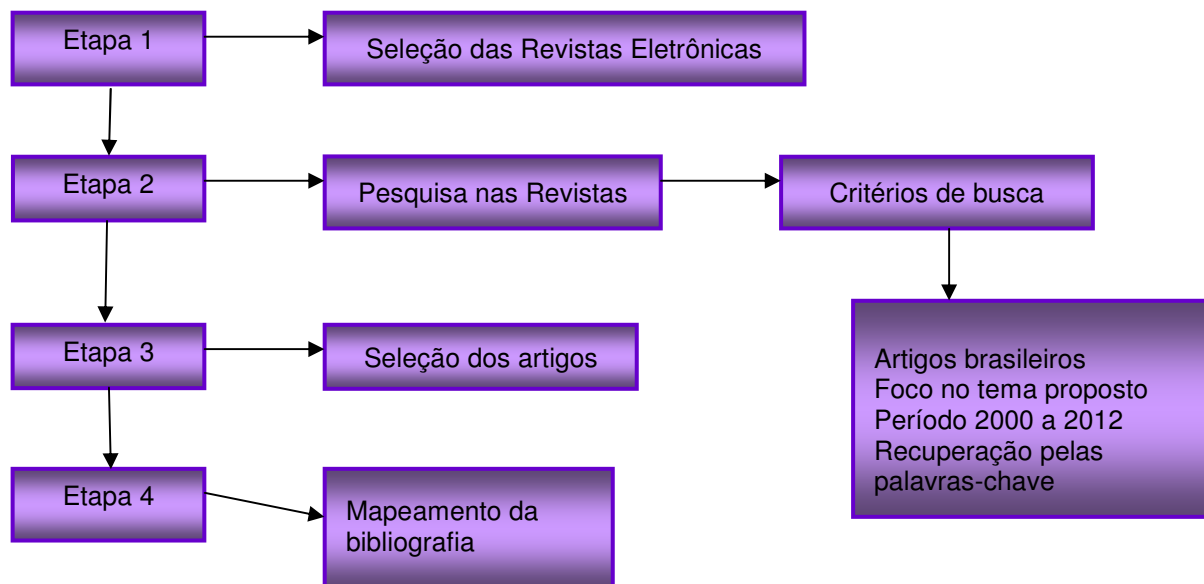 Etapa 1
Seleção das Revistas Eletrônicas
Etapa 2
Pesquisa nas Revistas
Critérios de busca
Artigos brasileiros
Foco no tema proposto
Período 2000 a 2012
Recuperação pelas
palavras-chave
Etapa 3
Seleção dos artigos
Etapa 4
Mapeamento da
bibliografia